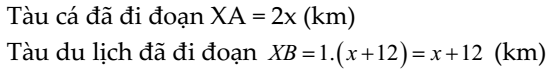 Tàu cá đã đi đoạn XA = 2x (km)
Tàu du lịch đã đi đoạn XB = 1.(x+12) = x+12 (km)